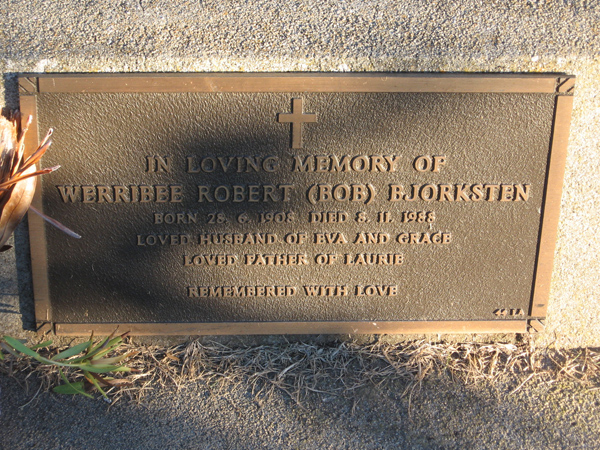 IN LOVING MEMORY OF
WERRIBEE ROBERT (BOB) BJORKSTEN
BORN 28. 6. 1908 DIED 8. 11. 1988
LOVED HUSBAND OF EVA AND GRACE
LOVED FATHER OF LAURIE
REMEMBERED WITH LOVE